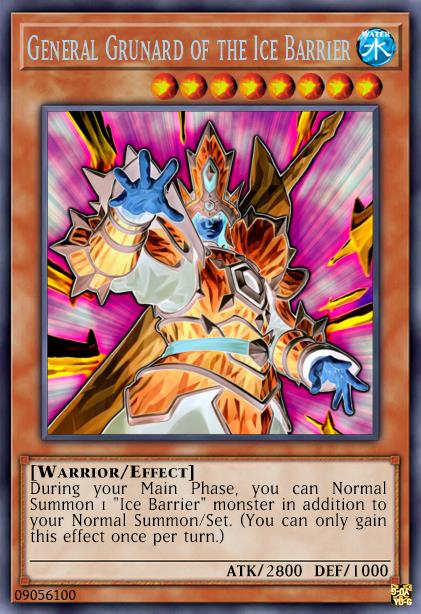 General Grunard of the Ice Barrier
WATER
水
[Warrior/Effect]
During your Main Phase, you can Normal
Summon 1 "Ice Barrier" monster in addition to
your Normal Summon/Set. (You can only gain
this effect once per turn.)
ATK/2800 DEF/1000
09056100